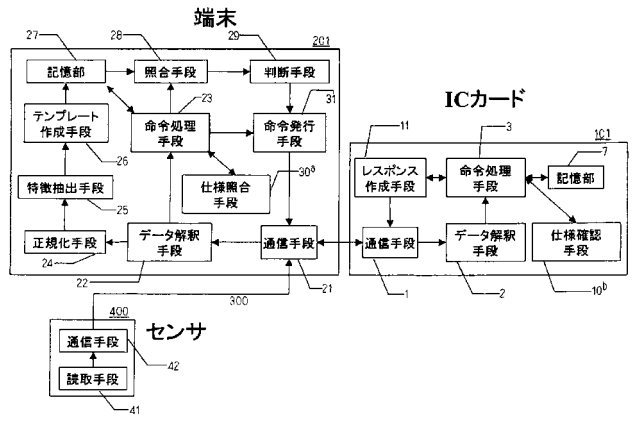 端末
201
27
28
29
記憶部
照合手段
判断手段
23
31
テンプレート
作成手段
命令処理
手段
命令発行
手段
26
仕様照合
手段
30a
特徴抽出手段
25
正規化手段
データ解釈
手段
通信手段
24
22
21
300
ICカード
101
11
3
7
レスポンス
作成手段
命令処理
手段
記憶部
通信手段
データ解釈
手段
仕様確認
手段
1
2
10b
400
センサ
通信手段
42
読取手段
41